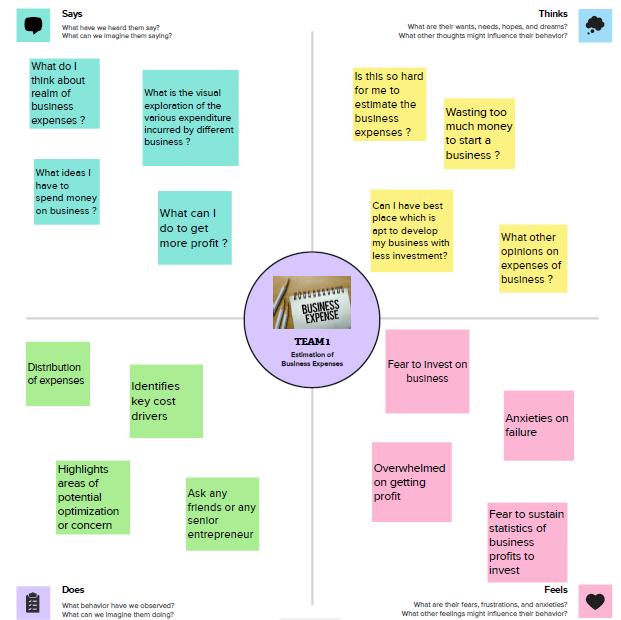 Says
What have we heard them say?
What can we imagine them saying?
Thinks
What are their wants, needs, hopes, and dreams?
What other thoughts might influence their behavior?
What do I
think about
realm of
business
expenses ?
What is the visual
exploration of the
various expenditure
incurred by different
business ?
What ideas I
have to
spend money
on business ?
What can I
do to get
more profit ?
Is this so hard
for me to
estimate the
business
expenses ?
Wasting too
much money
to start a
business ?
Can I have best
place which is
apt to develop
my business with
less investment?
What other
opinions on
expenses of
business ?
BUSINESS
EXPENSE
TEAM 1
Estimation of
Business Expenses
Distribution
of expenses
Identifies
key cost
drivers
Highlights
areas of
potential
optimization
or concern
Ask any
friends or any
senior
entrepreneur
Fear to invest on
business
Anxieties on
failure
Overwhelmed
on getting
profit
Fear to sustain
statistics of
business
profits to
invest
Does
What behavior have we observed?
What can we imagine them doing?
Feels
What are their fears, frustrations, and anxieties?
What other feelings might influence their behavior?